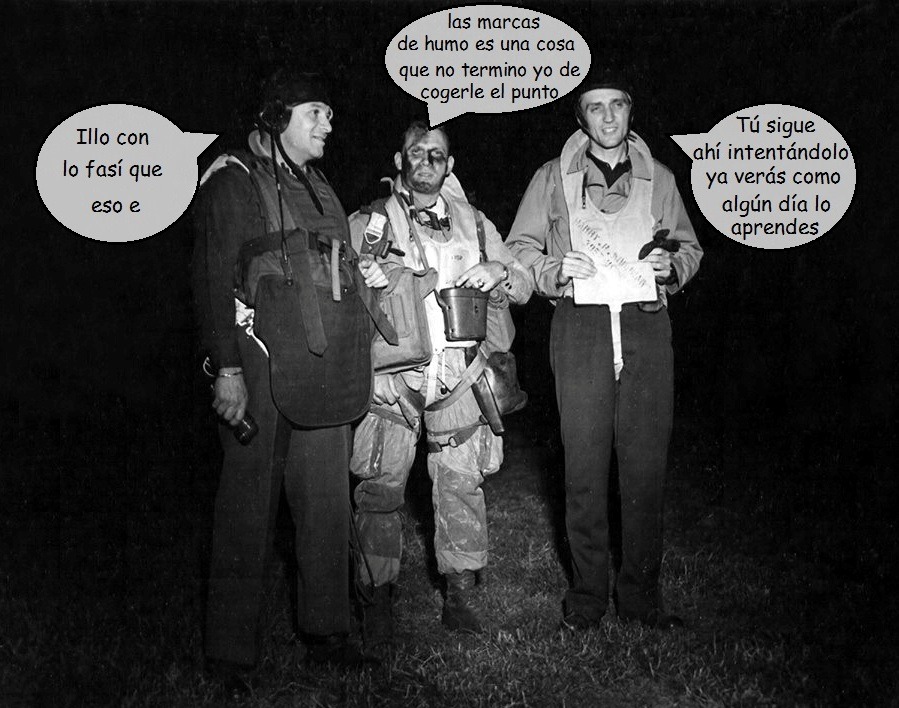 las marcas
de humo es una cosa
que no termino yo de
cogerle el punto
Illo con
lo fasí que
eso e
Tú sigue
ahí intentándolo
ya verás como
algún día lo
aprendes